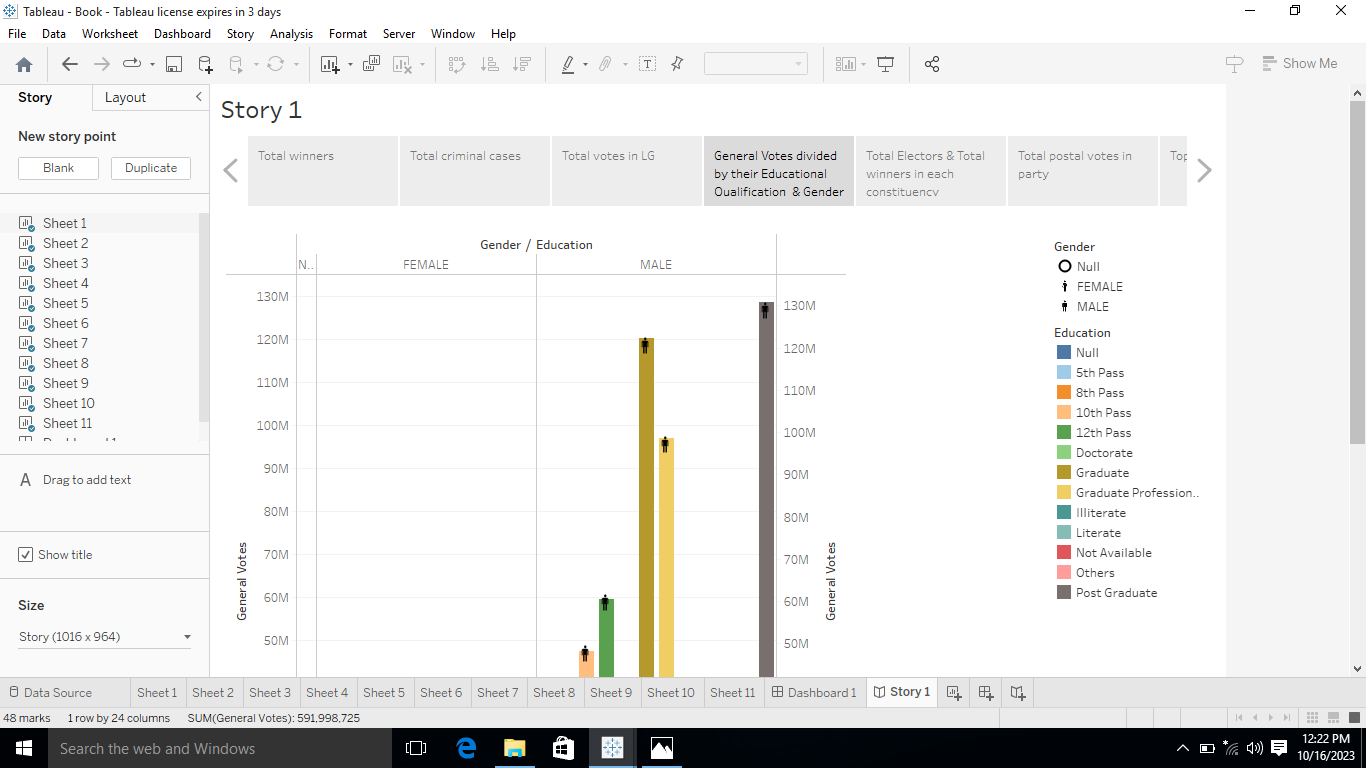 Tableau - Book - Tableau license expires in 3 days
File Data Worksheet Dashboard Story Analysis Format Server Window Help
Show Me
Story Layout
New story point
Blank Duplicate
Sheet 1
Sheet 2
Sheet 3
Sheet 4
Sheet 5
Sheet 6
Sheet 7
Sheet 8
Sheet 9
Sheet 10
Sheet 11
A Drag to add text
Show title
Size
Story (1016 x 964)
Story 1
Total winners
Total criminal cases
Total votes in LG
General Votes divided
by their Educational
Qualification & Gender
Total Electors & Total
winners in each
constituency
Total postal votes in
party
Top
Gender / Education
N.. FEMALE MALE
130M
120M
110M
100M
90M
80M
70M
60M
50M
General Votes
130M
120M
110M
100M
90M
80M
70M
60M
50M
General Votes
Gender
Null
FEMALE
MALE
Education
Null
5th Pass
8th Pass
10th Pass
12th Pass
Doctorate
Graduate
Graduate Profession..
Illiterate
Literate
Not Available
Others
Post Graduate
Data Source Sheet 1 Sheet 2 Sheet 3 Sheet 4 Sheet 5 Sheet 6 Sheet 7 Sheet 8 Sheet 9 Sheet 10 Sheet 11 Dashboard 1 Story 1
48 marks 1 row by 24 columns SUM(General Votes): 591,998,725
Search the web and Windows
12:22 PM
10/16/2023